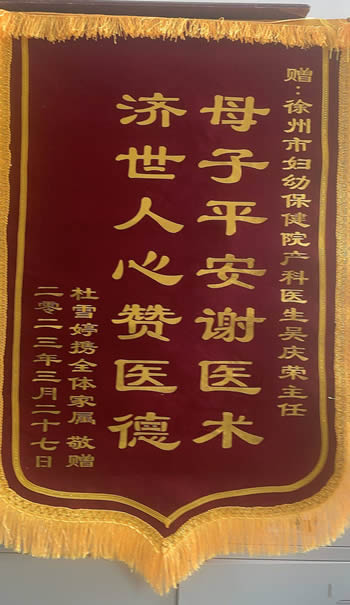 赠：徐州市妇幼保健院产科医生吴庆荣主任
母子平安谢医术
济世人心赞医德
杜雪婷携全体家属 敬赠
二零一三年三月二十七日